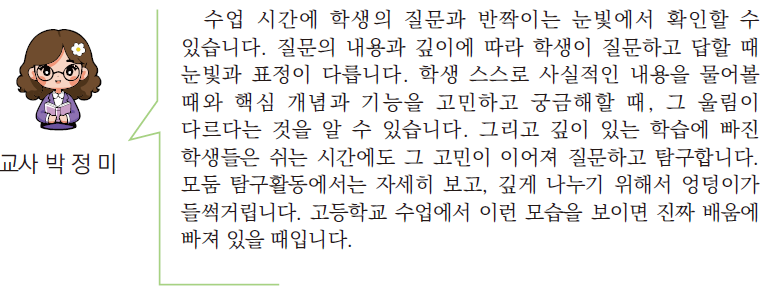 수업 시간에 학생의 질문과 반짝이는 눈빛에서 확인할 수
있습니다. 질문의 내용과 깊이에 따라 학생이 질문하고 답할 때
눈빛과 표정이 다릅니다. 학생 스스로 사실적인 내용을 물어볼
때와 핵심 개념과 기능을 고민하고 궁금해할 때, 그 울림이
다르다는 것을 알 수 있습니다. 그리고 깊이 있는 학습에 빠진
학생들은 쉬는 시간에도 그 고민이 이어져 질문하고 탐구합니다.
모둠 탐구활동에서는 자세히 보고, 깊게 나누기 위해서 엉덩이가
들썩거립니다. 고등학교 수업에서 이런 모습을 보이면 진짜 배움에
빠져 있을 때입니다.
교사 박 정 미